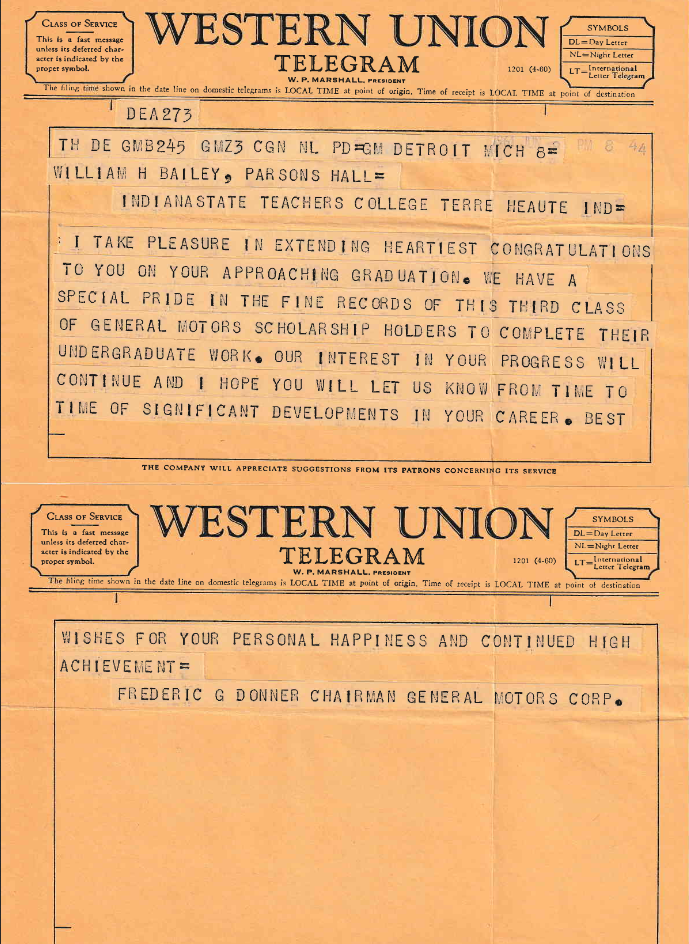 CLASS OF SERVICE
This is a fast message
unless its deferred char-
acter is indicated by the
proper symbol.
WESTERN UNION
TELEGRAM
W. P. MARSHALL, PRESIDENT
1201 (4-60)
SYMBOLS
DL=Day Letter
NL=Night Letter
LT=International Letter Telegram
The filing time shown in the date line on domestic telegrams is LOCAL TIME at point of origin. Time of receipt is LOCAL TIME at point of destination
DEA273
TH DE GMB245 GMZ3 CGN NL PD=GM DETROIT MICH 8=
PM 8 44
WILLIAM H BAILEY, PARSONS HALL=
INDIANASTATE TEACHERS COLLEGE TERRE HEAUTE IND=
: I TAKE PLEASURE IN EXTENDING HEARTIEST CONGRATULATIONS
TO YOU ON YOUR APPROACHING GRADUATION. WE HAVE A
SPECIAL PRIDE IN THE FINE RECORDS OF THIS THIRD CLASS
OF GENERAL MOTORS SCHOLARSHIP HOLDERS TO COMPLETE THEIR
UNDERGRADUATE WORK. OUR INTEREST IN YOUR PROGRESS WILL
CONTINUE AND I HOPE YOU WILL LET US KNOW FROM TIME TO
TIME OF SIGNIFICANT DEVELOPMENTS IN YOUR CAREER. BEST
THE COMPANY WILL APPRECIATE SUGGESTIONS FROM ITS PATRONS CONCERNING ITS SERVICE
CLASS OF SERVICE
This is a fast message
unless its deferred char-
acter is indicated by the
proper symbol.
WESTERN UNION
TELEGRAM
W. P. MARSHALL, PRESIDENT
1201 (4-60)
SYMBOLS
DL=Day Letter
NL=Night Letter
LT=International Letter Telegram
The filing time shown in the date line on domestic telegrams is LOCAL TIME at point of origin. Time of receipt is LOCAL TIME at point of destination
WISHES FOR YOUR PERSONAL HAPPINESS AND CONTINUED HIGH
ACHIEVEMENT=
FREDERIC G DONNER CHAIRMAN GENERAL MOTORS CORP.